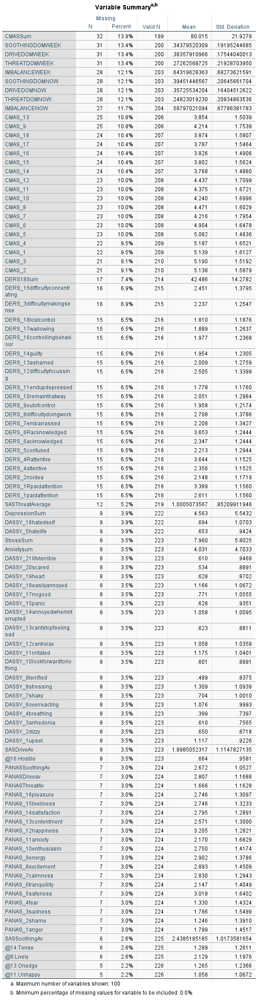 Variable Summarya,b
Missing
N Percent Valid N Mean Std. Deviation
CMASSum 32 13.9% 199 80.015 21.9279
SOOTHINGDOMWEEK 31 13.4% 200 .34379520309 .19195244685
DRIVEDOMWEEK 31 13.4% 200 .38357910966 .17544040013
THREATDOMWEEK 31 13.4% 200 .27262568725 .21928703950
IMBALANCEWEEK 28 12.1% 203 .64319628363 .68273621591
SOOTHINGDOMNOW 28 12.1% 203 .39451446567 .20645661704
DRIVEDOMNOW 28 12.1% 203 .35725534204 .16404512622
THREATDOMNOW 28 12.1% 203 .24823019230 .20834863536
IMBALANCENOW 27 11.7% 204 .58797021094 .67786381783
CMAS_13 25 10.8% 206 3.854 1.5039
CMAS_9 25 10.8% 206 4.214 1.7539
CMAS_18 24 10.4% 207 3.874 1.5807
CMAS_17 24 10.4% 207 3.787 1.5464
CMAS_16 24 10.4% 207 3.826 1.4906
CMAS_15 24 10.4% 207 3.802 1.5624
CMAS_14 24 10.4% 207 3.768 1.4860
CMAS_12 23 10.0% 208 4.437 1.7099
CMAS_11 23 10.0% 208 4.375 1.6721
CMAS_10 23 10.0% 208 4.240 1.6996
CMAS_8 23 10.0% 208 4.471 1.6029
CMAS_7 23 10.0% 208 4.216 1.7954
CMAS_6 23 10.0% 208 4.904 1.6478
CMAS_5 23 10.0% 208 5.082 1.4836
CMAS_4 22 9.5% 209 5.187 1.6521
CMAS_1 22 9.5% 209 5.139 1.6127
CMAS_3 21 9.1% 210 5.190 1.5192
CMAS_2 21 9.1% 210 5.138 1.5879
DERS18Sum 17 7.4% 214 42.486 14.2782
DERS_15difficultyconcent 16 6.9% 215 2.451 1.3795
rating
DERS_3difficultymakingse 16 6.9% 215 2.237 1.2547
nse
DERS_18lostcontrol 15 6.5% 216 1.810 1.1876
DERS_17wallowing 15 6.5% 216 1.889 1.2637
DERS_16controllingbehavi 15 6.5% 216 1.977 1.2368
our
DERS_14guilty 15 6.5% 216 1.954 1.2305
DERS_13ashamed 15 6.5% 216 2.009 1.2759
DERS_12difficultyfocussin 15 6.5% 216 2.505 1.3399
g
DERS_11endupdepressed 15 6.5% 216 1.778 1.1760
DERS_10remainthatway 15 6.5% 216 2.051 1.2984
DERS_9outofcontrol 15 6.5% 216 1.958 1.2174
DERS_8difficultydoingwork 15 6.5% 216 2.708 1.3786
DERS_7embarrassed 15 6.5% 216 2.208 1.3427
DERS_6Racknowledged 15 6.5% 216 3.653 1.2444
DERS_6acknowledged 15 6.5% 216 2.347 1.2444
DERS_5confused 15 6.5% 216 2.213 1.2944
DERS_4Rattentive 15 6.5% 216 3.644 1.1525
DERS_4attentive 15 6.5% 216 2.356 1.1525
DERS_2noidea 15 6.5% 216 2.148 1.1719
DERS_1Rpaidattention 15 6.5% 216 3.389 1.1560
DERS_1paidattention 15 6.5% 216 2.611 1.1560
SASThreatAverage 12 5.2% 219 1.0005073567 .85209911946
DepressionSum 9 3.9% 222 4.563 5.5432
DASSY_16hatedself 9 3.9% 222 .694 1.0703
DASSY_5hatelife 9 3.9% 222 .653 .9424
StressSum 8 3.5% 223 7.960 5.8025
Anxietysum 8 3.5% 223 4.031 4.7033
DASSY_21lifeterrible 8 3.5% 223 .610 .9469
DASSY_20scared 8 3.5% 223 .534 .8891
DASSY_19heart 8 3.5% 223 .628 .8702
DASSY_18easilyannoyed 8 3.5% 223 1.166 1.0672
DASSY_17nogood 8 3.5% 223 .771 1.0555
DASSY_15panic 8 3.5% 223 .628 .9351
DASSY_14annoyedwhenint 8 3.5% 223 1.058 1.0095
errupted
DASSY_13cantstopfeeling 8 3.5% 223 .623 .8811
sad
DASSY_12cantrelax 8 3.5% 223 1.058 1.0359
DASSY_11irritated 8 3.5% 223 1.175 1.0401
DASSY_10lookforwardtono 8 3.5% 223 .601 .8991
thing
DASSY_9terrified 8 3.5% 223 .489 .8375
DASSY_8stressing 8 3.5% 223 1.309 1.0939
DASSY_7shaky 8 3.5% 223 .704 1.0010
DASSY_6overreacting 8 3.5% 223 1.076 .9993
DASSY_4breathing 8 3.5% 223 .399 .7397
DASSY_3anhedonia 8 3.5% 223 .610 .7565
DASSY_2dizzy 8 3.5% 223 .650 .8718
DASSY_1upset 8 3.5% 223 1.117 .9226
SASDriveAv 8 3.5% 223 1.9985052317 1.1147827135
@16.Hostile 8 3.5% 223 .664 .9581
PANASSoothingAv 7 3.0% 224 2.672 1.0527
PANASDriveav 7 3.0% 224 2.807 1.1688
PANASThreatAv 7 3.0% 224 1.666 1.1628
PANAS_16pleasure 7 3.0% 224 2.746 1.3097
PANAS_15liveliness 7 3.0% 224 2.746 1.3233
PANAS_14satisfaction 7 3.0% 224 2.795 1.2891
PANAS_13contentment 7 3.0% 224 2.571 1.3000
PANAS_12happiness 7 3.0% 224 3.205 1.2821
PANAS_11anxiety 7 3.0% 224 2.170 1.6829
PANAS_10enthusiasm 7 3.0% 224 2.750 1.4174
PANAS_9energy 7 3.0% 224 2.902 1.3786
PANAS_8excitement 7 3.0% 224 2.893 1.4509
PANAS_7calmness 7 3.0% 224 2.830 1.2943
PANAS_6tranquillity 7 3.0% 224 2.147 1.4049
PANAS_5safeness 7 3.0% 224 3.018 1.6402
PANAS_4fear 7 3.0% 224 1.330 1.4324
PANAS_3sadness 7 3.0% 224 1.786 1.5499
PANAS_2shame 7 3.0% 224 1.246 1.3910
PANAS_1anger 7 3.0% 224 1.799 1.4517
SASSoothingAv 6 2.6% 225 2.4385185185 1.0173581654
@14.Tense 6 2.6% 225 1.289 1.2611
@8.Lively 6 2.6% 225 2.129 1.1976
@13.Onedge 5 2.2% 226 1.265 1.2366
@11.Unhappy 5 2.2% 226 1.058 1.0672
a. Maximum number of variables shown: 100
b. Minimum percentage of missing values for variable to be included: 0.0%